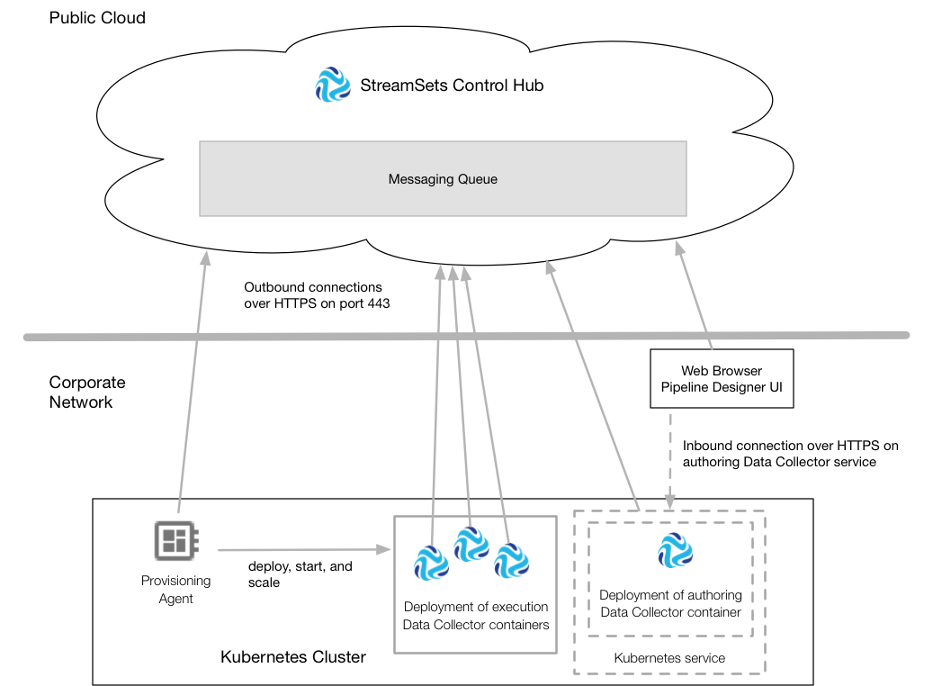 Public Cloud
StreamSets Control Hub
Messaging Queue
Outbound connections
over HTTPS on port 443
Corporate
Network
Web Browser
Pipeline Designer UI
Inbound connection over HTTPS on
authoring Data Collector service
Provisioning
Agent
deploy, start, and
scale
Deployment of execution
Data Collector containers
Deployment of authoring
Data Collector container
Kubernetes service
Kubernetes Cluster